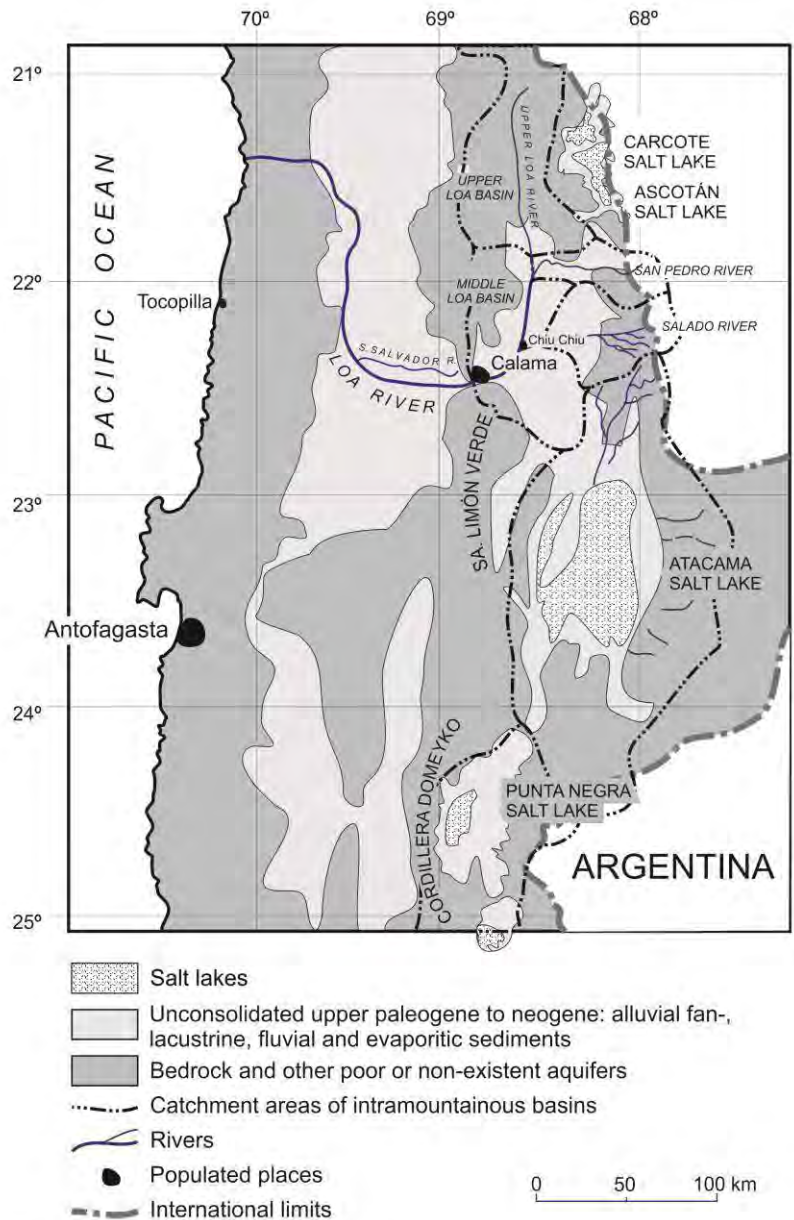 70º
69º
68º
21º
22º
23º
24º
25º
PACIFIC OCEAN
CARCOTE
SALT LAKE
ASCOTÁN
SALT LAKE
UPPER
LOA BASIN
UPPER LOA RIVER
SAN PEDRO RIVER
Tocopilla
MIDDLE
LOA BASIN
SALADO RIVER
Chiu Chiu
S.SALVADOR R.
Calama
LOA RIVER
SA. LIMÓN VERDE
ATACAMA
SALT LAKE
Antofagasta
CORDILLERA DOMEYKO
PUNTA NEGRA
SALT LAKE
ARGENTINA
Salt lakes
Unconsolidated upper paleogene to neogene: alluvial fan-,
lacustrine, fluvial and evaporitic sediments
Bedrock and other poor or non-existent aquifers
Catchment areas of intramountainous basins
Rivers
Populated places
International limits
0 50 100 km